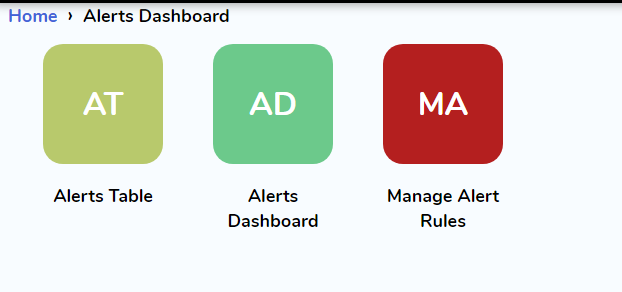 Home › Alerts Dashboard
AT
AD
MA
Alerts Table
Alerts
Dashboard
Manage Alert
Rules